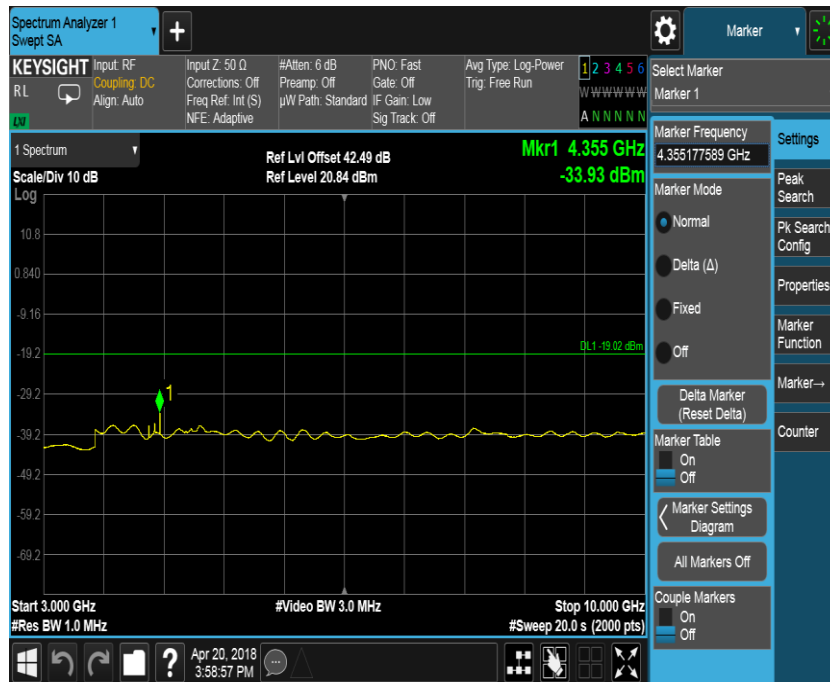 Spectrum Analyzer 1
Swept SA
+
Marker
KEYSIGHT
RL
LXI
Input: RF
Coupling: DC
Align: Auto
Input Z: 50 Ω
Corrections: Off
Freq Ref: Int (S)
NFE: Adaptive
#Atten: 6 dB
Preamp: Off
µW Path: Standard
PNO: Fast
Gate: Off
IF Gain: Low
Sig Track: Off
Avg Type: Log-Power
Trig: Free Run
1 2 3 4 5 6
W W W W W W
A N N N N N
Select Marker
Marker 1
1 Spectrum
Scale/Div 10 dB
Log
Ref Lvl Offset 42.49 dB
Ref Level 20.84 dBm
Mkr1 4.355 GHz
-33.93 dBm
10.8
0.840
-9.16
-19.2
-29.2
-39.2
-49.2
-59.2
-69.2
DL1 -19.02 dBm
1
Start 3.000 GHz
#Res BW 1.0 MHz
#Video BW 3.0 MHz
Stop 10.000 GHz
#Sweep 20.0 s (2000 pts)
Marker Frequency
4.355177589 GHz
Marker Mode
Normal
Delta (Δ)
Fixed
Off
Delta Marker
(Reset Delta)
Marker Table
On
Off
Marker Settings
Diagram
All Markers Off
Couple Markers
On
Off
Settings
Peak
Search
Pk Search
Config
Properties
Marker
Function
Marker→
Counter
?
Apr 20, 2018
3:58:57 PM